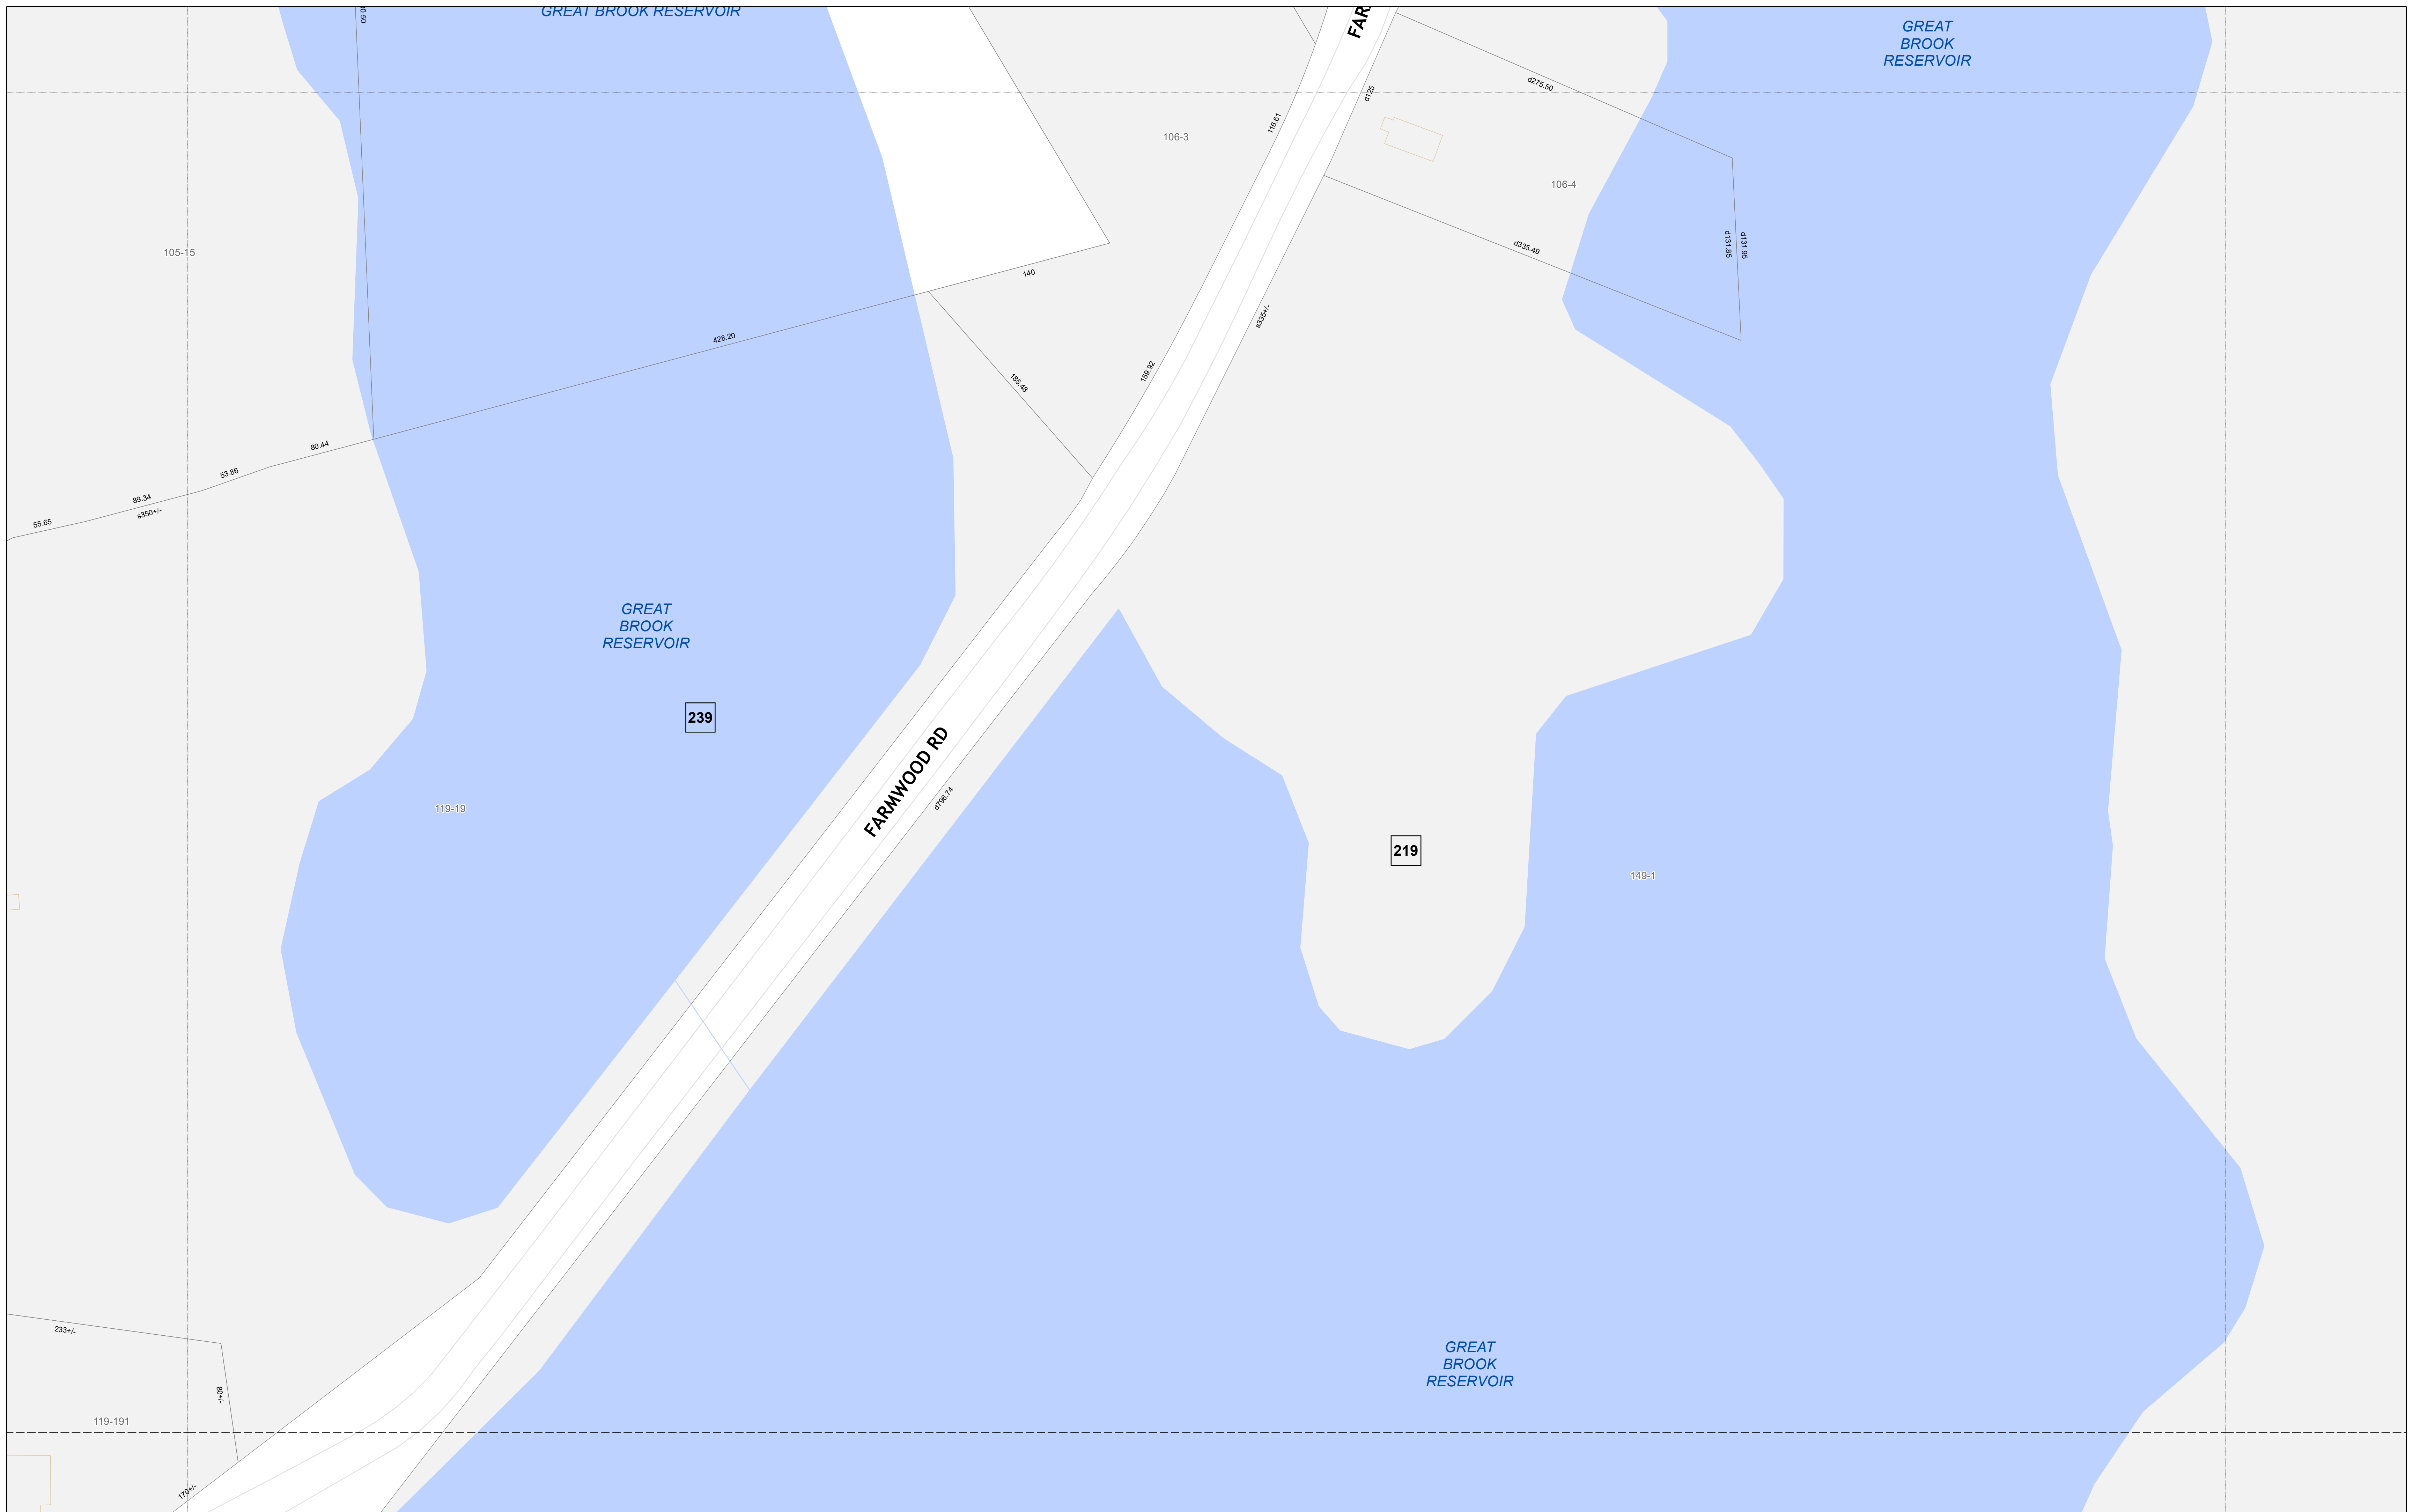 GREAT BROOK RESERVOIR
FAR
GREAT
BROOK
RESERVOIR
d275.50
d125
116.61
106-3
106-4
105-15
d335.49
d131.85
d131.95
140
s335+/-
428.20
159.92
185.48
80.44
53.86
89.34
s350+/-
55.65
GREAT
BROOK
RESERVOIR
239
FARMWOOD RD
d796.74
119-19
219
149-1
233+/-
GREAT
BROOK
RESERVOIR
80+/-
119-191
170+/-